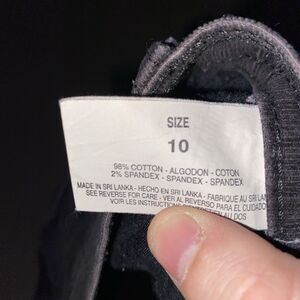 SIZE
10
98% COTTON - ALGODON - COTON
2% SPANDEX - SPANDEX - SPANDEX
MADE IN SRI LANKA - HECHO EN SRI LANKA - FABRIQUE AU SRI LAN
SEE REVERSE FOR CARE - VER AL REVERSO PARA EL CUIDADO
VOIR LES INSTRUCTIONS AU DOS